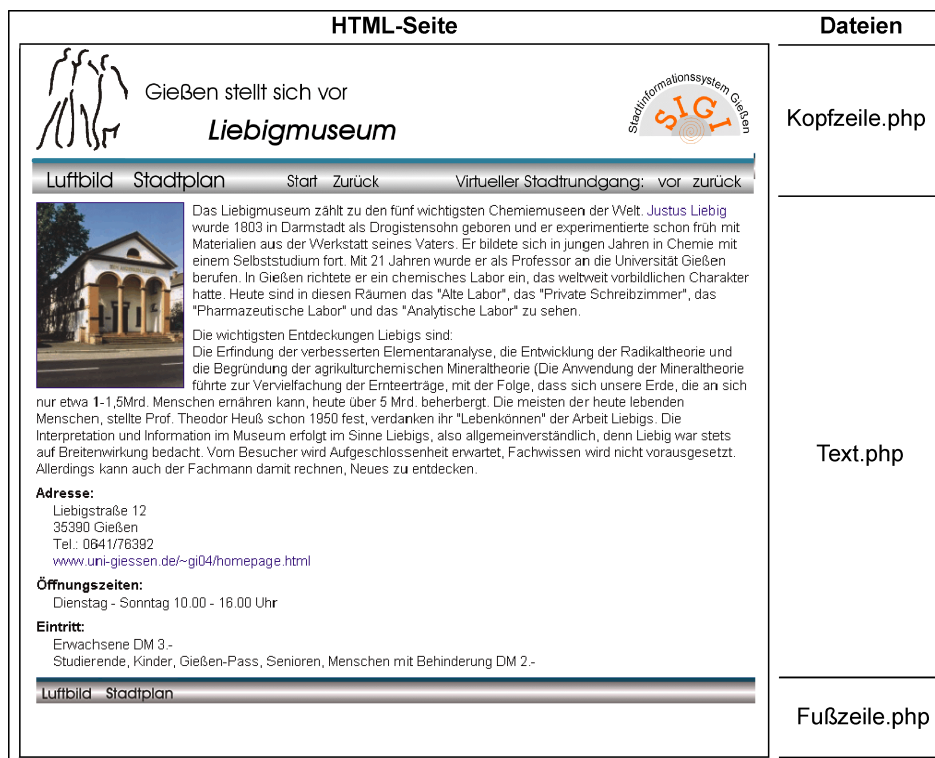 HTML-Seite
Dateien
Gießen stellt sich vor
Liebigmuseum
Stadtinformationssystem Gießen
SIGI
Kopfzeile.php
Luftbild Stadtplan Start Zurück Virtueller Stadtrundgang: vor zurück
Das Liebigmuseum zählt zu den fünf wichtigsten Chemiemuseen der Welt. Justus Liebig
wurde 1803 in Darmstadt als Drogistensohn geboren und er experimentierte schon früh mit
Materialien aus der Werkstatt seines Vaters. Er bildete sich in jungen Jahren in Chemie mit
einem Selbststudium fort. Mit 21 Jahren wurde er als Professor an die Universität Gießen
berufen. In Gießen richtete er ein chemisches Labor ein, das weltweit vorbildlichen Charakter
hatte. Heute sind in diesen Räumen das "Alte Labor", das "Private Schreibzimmer", das
"Pharmazeutische Labor" und das "Analytische Labor" zu sehen.
Die wichtigsten Entdeckungen Liebigs sind:
Die Erfindung der verbesserten Elementaranalyse, die Entwicklung der Radikaltheorie und
die Begründung der agrikulturchemischen Mineraltheorie (Die Anwendung der Mineraltheorie
führte zur Vervielfachung der Ernteerträge, mit der Folge, dass sich unsere Erde, die an sich
nur etwa 1-1,5Mrd. Menschen ernähren kann, heute über 5 Mrd. beherbergt. Die meisten der heute lebenden
Menschen, stellte Prof. Theodor Heuß schon 1950 fest, verdanken ihr "Lebenkönnen" der Arbeit Liebigs. Die
Interpretation und Information im Museum erfolgt im Sinne Liebigs, also allgemeinverständlich, denn Liebig war stets
auf Breitenwirkung bedacht. Vom Besucher wird Aufgeschlossenheit erwartet, Fachwissen wird nicht vorausgesetzt.
Allerdings kann auch der Fachmann damit rechnen, Neues zu entdecken.
Text.php
Adresse:
Liebigstraße 12
35390 Gießen
Tel.: 0641/76392
www.uni-giessen.de/~gi04/homepage.html
Öffnungszeiten:
Dienstag - Sonntag 10.00 - 16.00 Uhr
Eintritt:
Erwachsene DM 3.-
Studierende, Kinder, Gießen-Pass, Senioren, Menschen mit Behinderung DM 2.-
Luftbild Stadtplan
Fußzeile.php